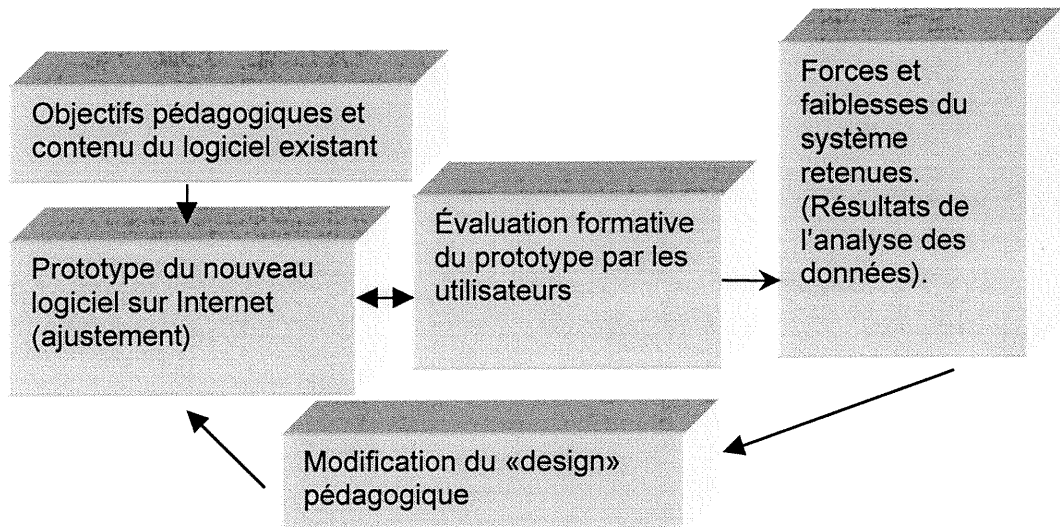 Objectifs pédagogiques et
contenu du logiciel existant
Prototype du nouveau
logiciel sur Internet
(ajustement)
Évaluation formative
du prototype par les
utilisateurs
Forces et
faiblesses du
système
retenues.
(Résultats de
l'analyse des
données).
Modification du «design»
pédagogique